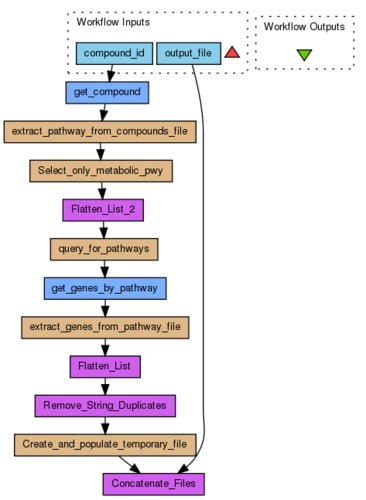 Workflow Inputs
Workflow Outputs
compound_id
output_file
get_compound
extract_pathway_from_compounds_file
Select_only_metabolic_pwy
Flatten_List_2
query_for_pathways
get_genes_by_pathway
extract_genes_from_pathway_file
Flatten_List
Remove_String_Duplicates
Create_and_populate_temporary_file
Concatenate_Files